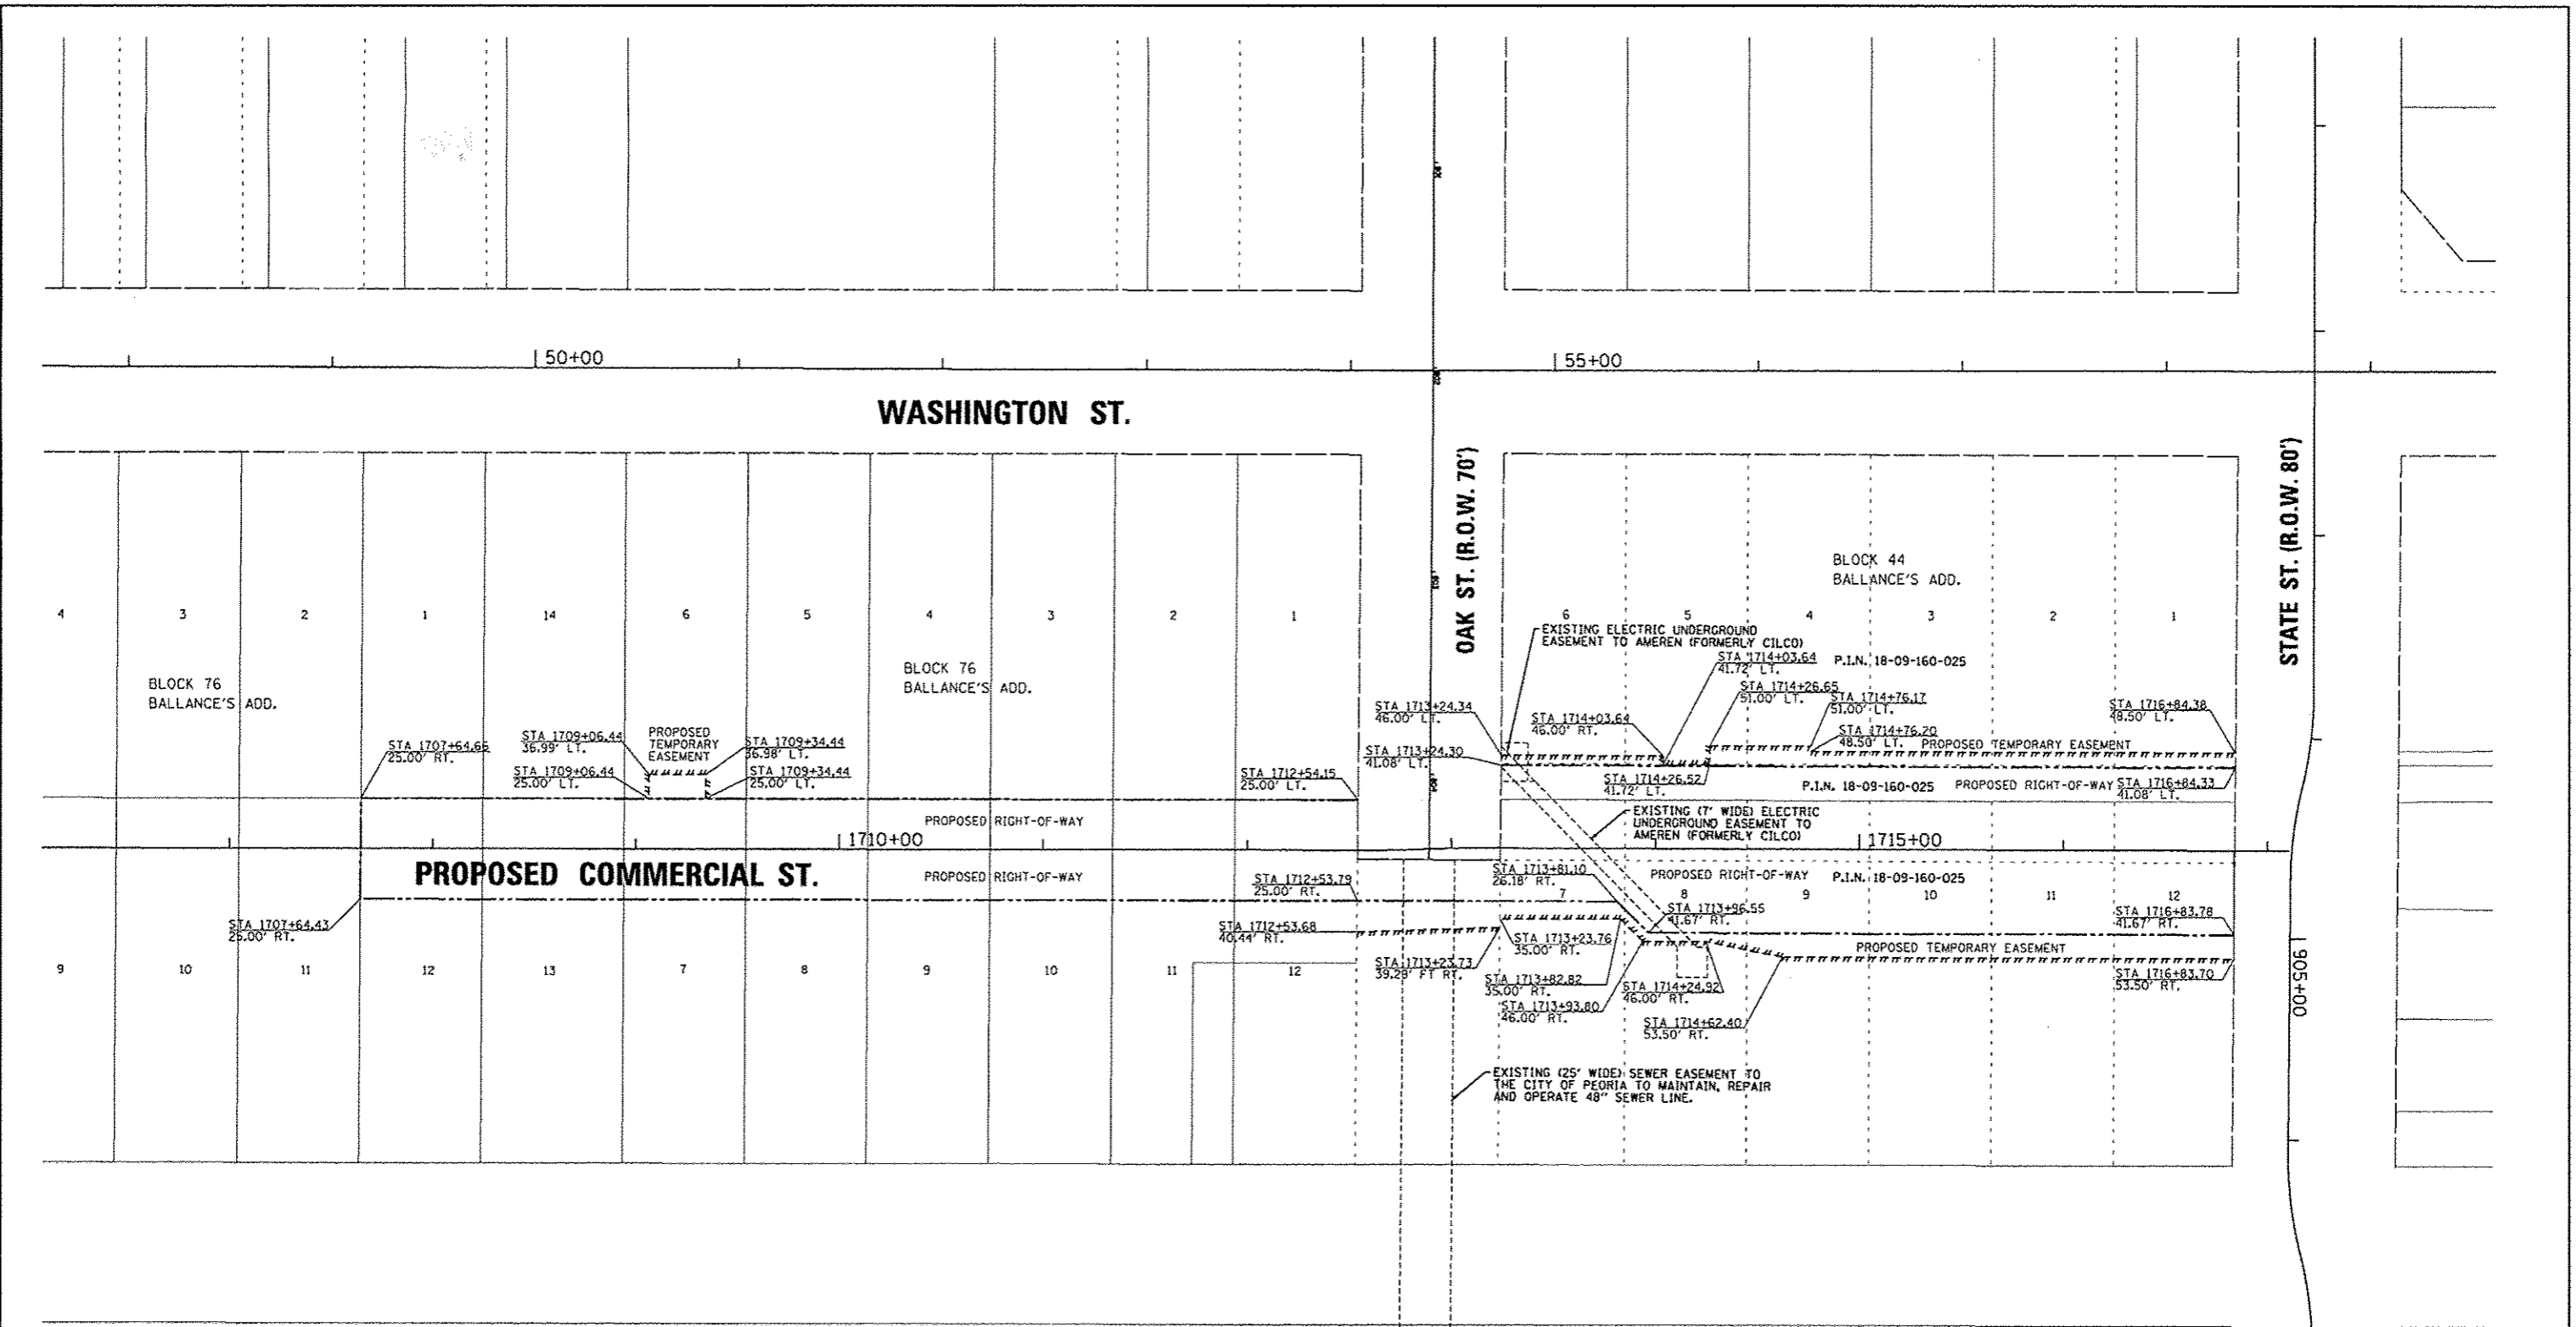 50+00
55+00
WASHINGTON ST.
OAK ST. (R.O.W. 70')
STATE ST. (R.O.W. 80')
BLOCK 44
BALLANCE'S ADD.
4
3
2
1
14
6
5
4
3
2
1
6
5
4
3
2
1
EXISTING ELECTRIC UNDERGROUND
EASEMENT TO AMEREN (FORMERLY CILCO)
BLOCK 76
BALLANCE'S ADD.
BLOCK 76
BALLANCE'S ADD.
STA 1714+03.64
41.72' LT.
P.I.N. 18-09-160-025
STA 1714+26.65
51.00' LT.
STA 1714+76.17
51.00' LT.
STA 1713+24.34
46.00' LT.
STA 1714+03.64
46.00' RT.
STA 1716+84.38
48.50' LT.
STA 1714+76.20
48.50' LT.
PROPOSED TEMPORARY EASEMENT
STA 1707+64.66
25.00' RT.
STA 1709+06.44
36.99' LT.
PROPOSED
TEMPORARY
EASEMENT
STA 1709+34.44
36.98' LT.
STA 1713+24.30
41.08' LT.
STA 1709+06.44
25.00' LT.
STA 1709+34.44
25.00' LT.
STA 1712+54.15
25.00' LT.
STA 1714+26.52
41.72' LT.
P.I.N. 18-09-160-025
PROPOSED RIGHT-OF-WAY
STA 1716+84.33
41.08' LT.
EXISTING (7' WIDE) ELECTRIC
UNDERGROUND EASEMENT TO
AMEREN (FORMERLY CILCO)
PROPOSED RIGHT-OF-WAY
1710+00
1715+00
PROPOSED COMMERCIAL ST.
PROPOSED RIGHT-OF-WAY
STA 1712+53.79
25.00' RT.
STA 1713+81.10
26.18' RT.
PROPOSED RIGHT-OF-WAY
P.I.N. 18-09-160-025
7
8
9
10
11
12
STA 1713+96.55
41.67' RT.
STA 1716+83.78
41.67' RT.
STA 1707+64.43
25.00' RT.
STA 1712+53.68
40.44' RT.
STA 1713+23.76
35.00' RT.
PROPOSED TEMPORARY EASEMENT
STA 1713+23.73
39.29' FT RT.
STA 1713+82.82
35.00' RT.
STA 1714+24.92
46.00' RT.
STA 1716+83.70
53.50' RT.
9
10
11
12
13
7
8
9
10
11
12
STA 1713+93.80
46.00' RT.
STA 1714+62.40
53.50' RT.
905+00
EXISTING (25' WIDE) SEWER EASEMENT TO
THE CITY OF PEORIA TO MAINTAIN, REPAIR
AND OPERATE 48" SEWER LINE.